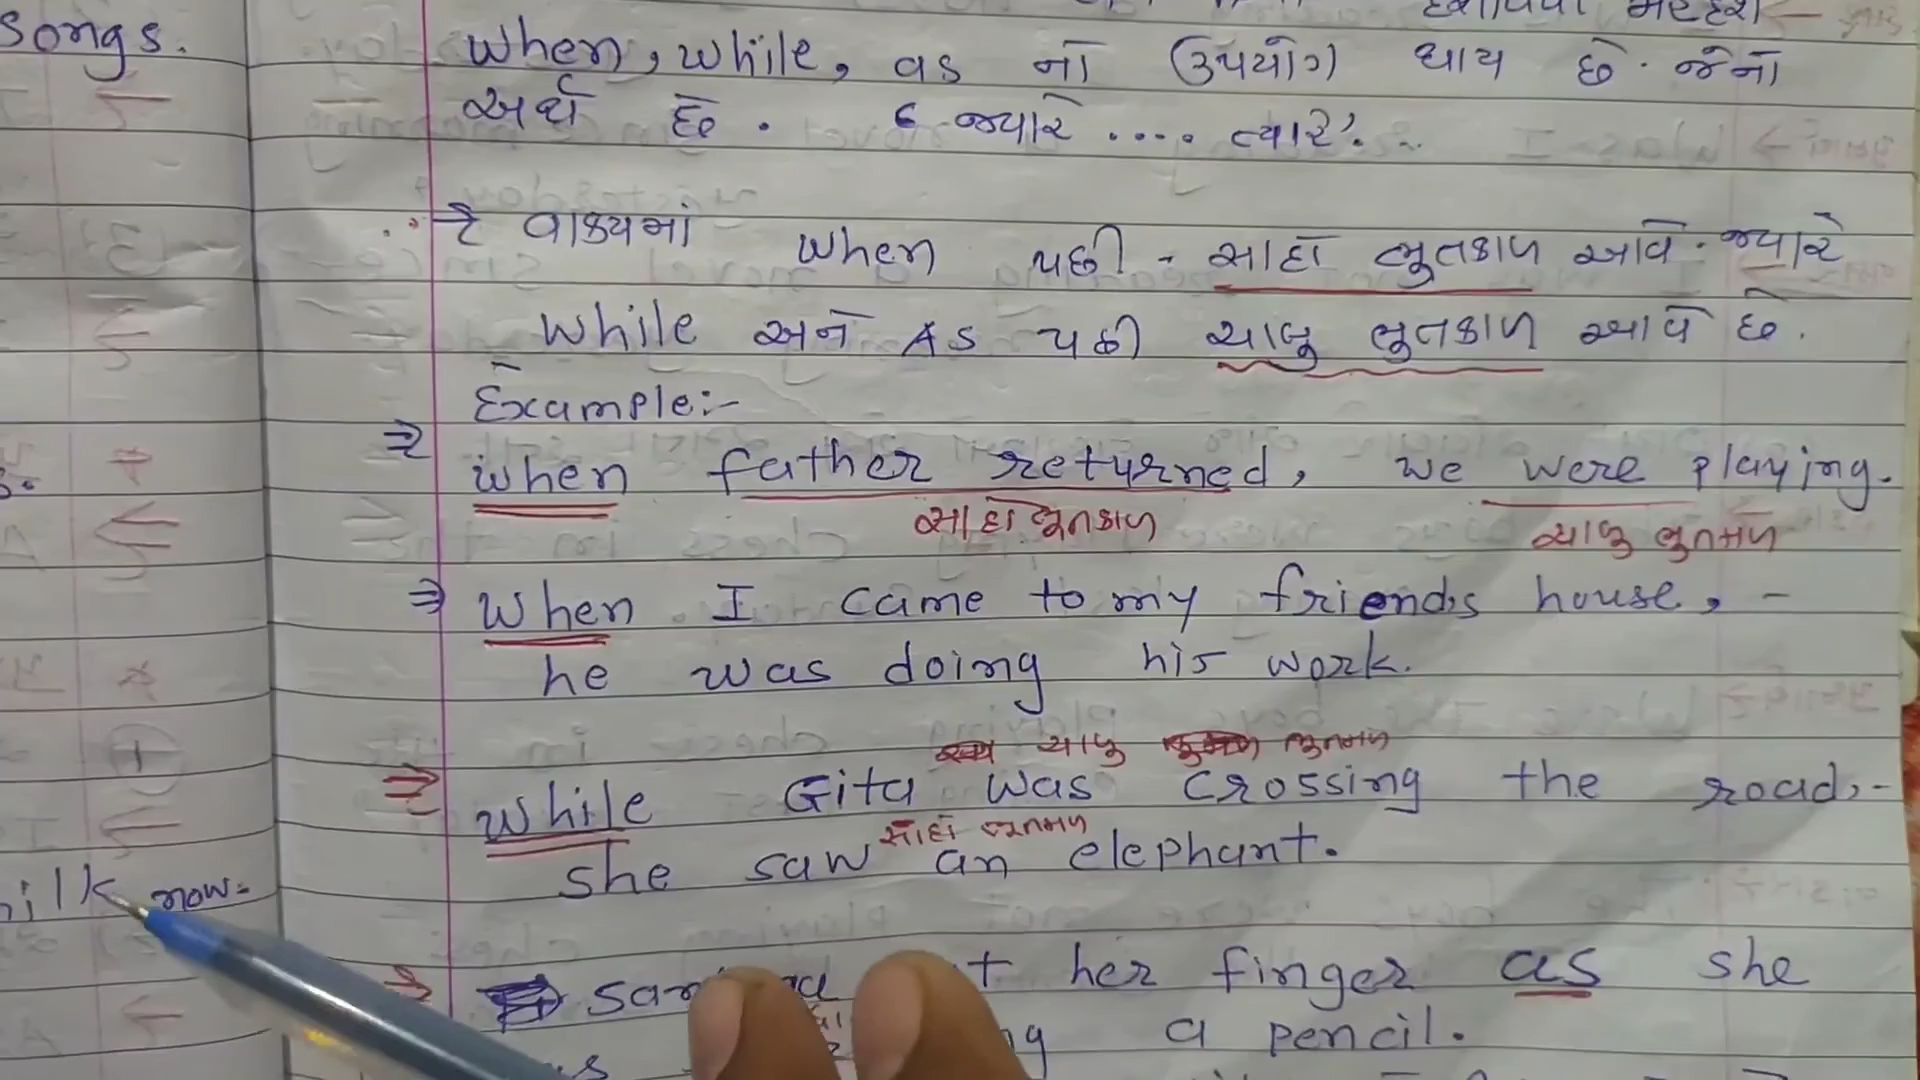 songs.
when, while, as નો ઉપયોગ થાય છે. જેનો
અર્થ છે. 'જ્યારે .... ત્યારે'.
→ વાક્યમાં when પછી - સાદો ભુતકાળ આવે. જ્યારે
while અને AS પછી ચાલુ ભુતકાળ આવે છે.
Example:-
⇒ when father returned, we were playing.
સાદો ભુતકાળ ચાલુ ભુતકાળ
⇒ when I came to my friends house, -
he was doing his work.
ચાલુ ભુતકાળ
⇒ while Gita was crossing the road, -
સાદો ભુતકાળ
she saw an elephant.
now.
⇒ her finger as she
a pencil.